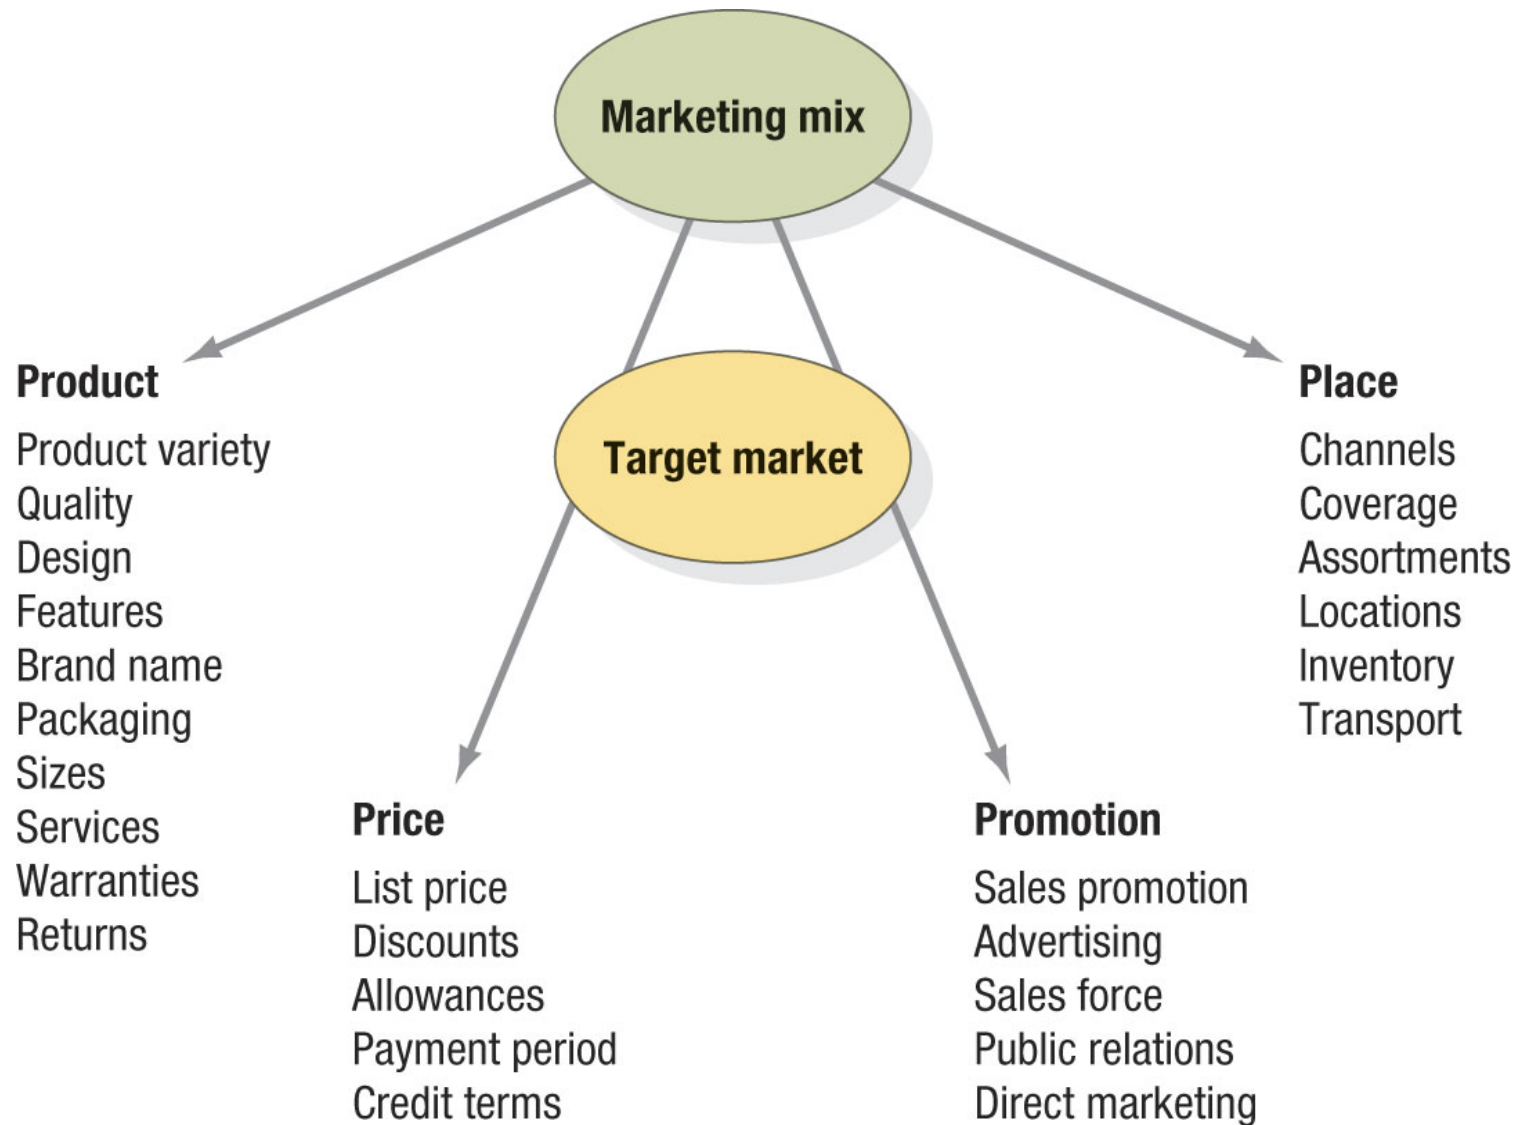 Marketing mix
Target market
Product
Product variety
Quality
Design
Features
Brand name
Packaging
Sizes
Services
Warranties
Returns
Price
List price
Discounts
Allowances
Payment period
Credit terms
Promotion
Sales promotion
Advertising
Sales force
Public relations
Direct marketing
Place
Channels
Coverage
Assortments
Locations
Inventory
Transport